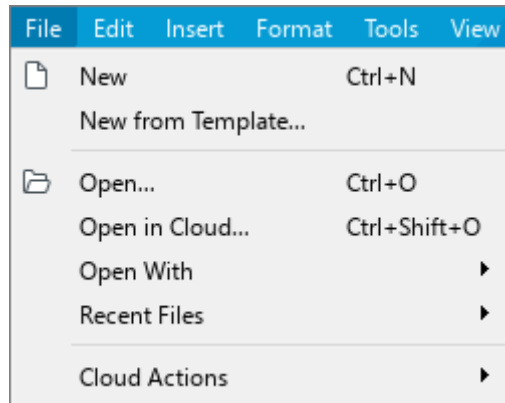 File Edit Insert Format Tools View
New Ctrl+N
New from Template...
Open... Ctrl+O
Open in Cloud... Ctrl+Shift+O
Open With
Recent Files
Cloud Actions